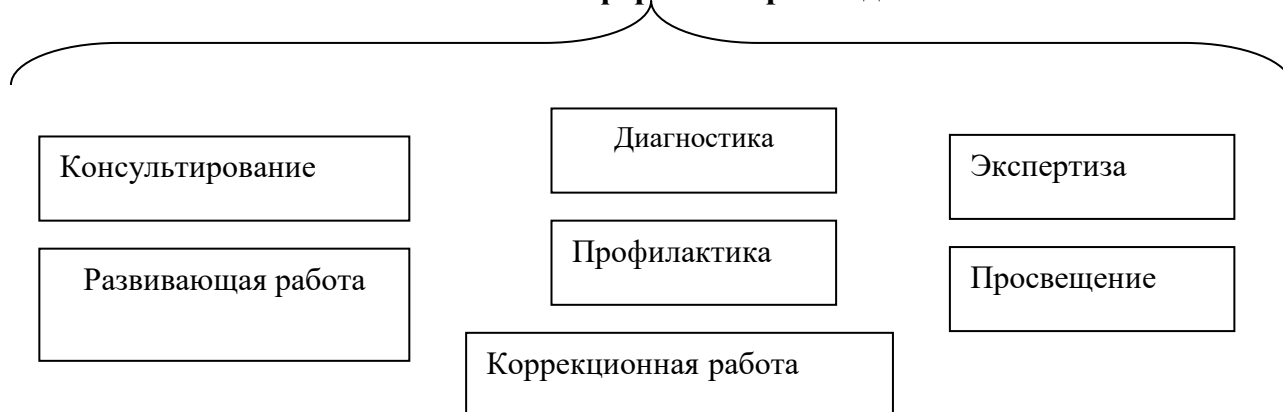 Консультирование
Диагностика
Экспертиза
Развивающая работа
Профилактика
Просвещение
Коррекционная работа